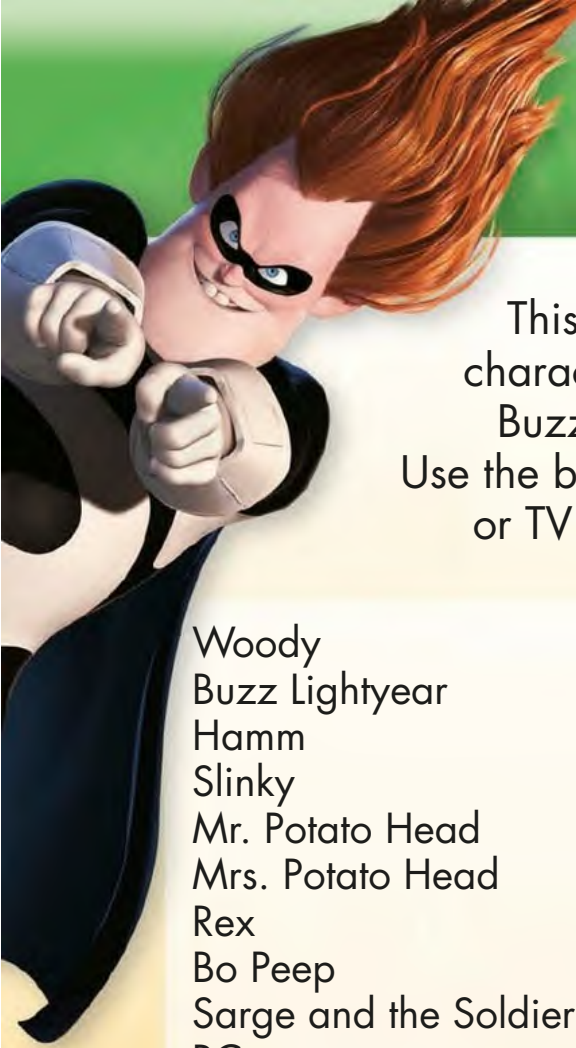 This
charac
Buzz
Use the b
or TV
Woody
Buzz Lightyear
Hamm
Slinky
Mr. Potato Head
Mrs. Potato Head
Rex
Bo Peep
Sarge and the Soldier